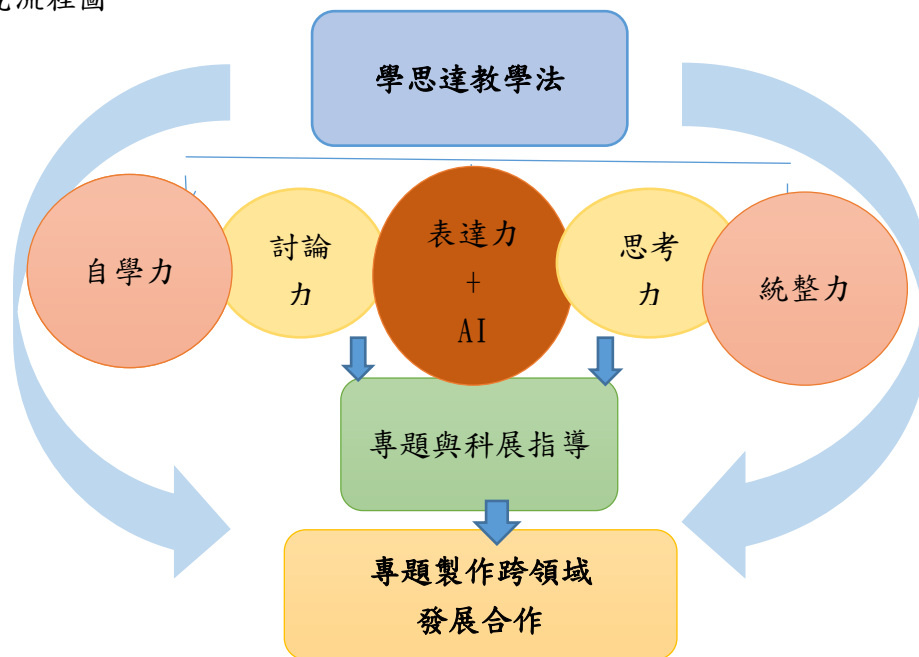 流程圖
學思達教學法
自學力
討論
力
表達力
+
AI
思考
力
統整力
專題與科展指導
專題製作跨領域
發展合作